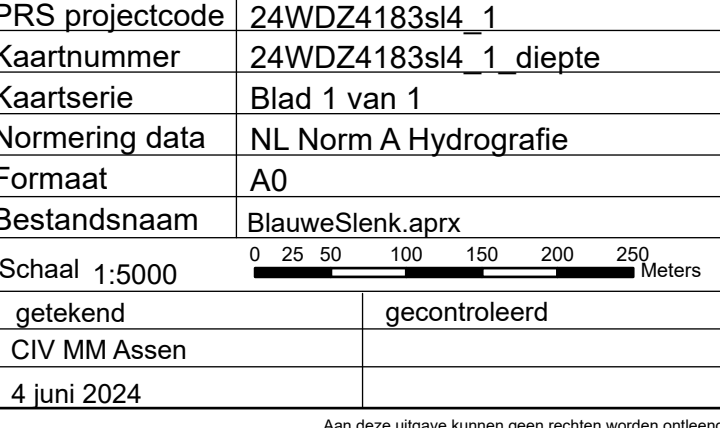 PRS projectcode 24WDZ4183sl4_1
Kaartnummer 24WDZ4183sl4_1_diepte
Kaartserie Blad 1 van 1
Normering data NL Norm A Hydrografie
Formaat A0
Bestandsnaam BlauweSlenk.aprx
Schaal 1:5000 0 25 50 100 150 200 250 Meters
getekend gecontroleerd
CIV MM Assen
4 juni 2024
Aan deze uitgave kunnen geen rechten worden ontleend